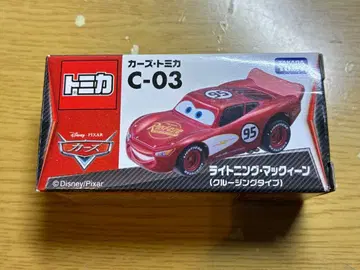 トミカ
カーズ・トミカ
C-03
TAKARA TOMY
95
Disney・PIXAR
カーズ
ライトニング・マックィーン
(クルージングタイプ)
©Disney/Pixar